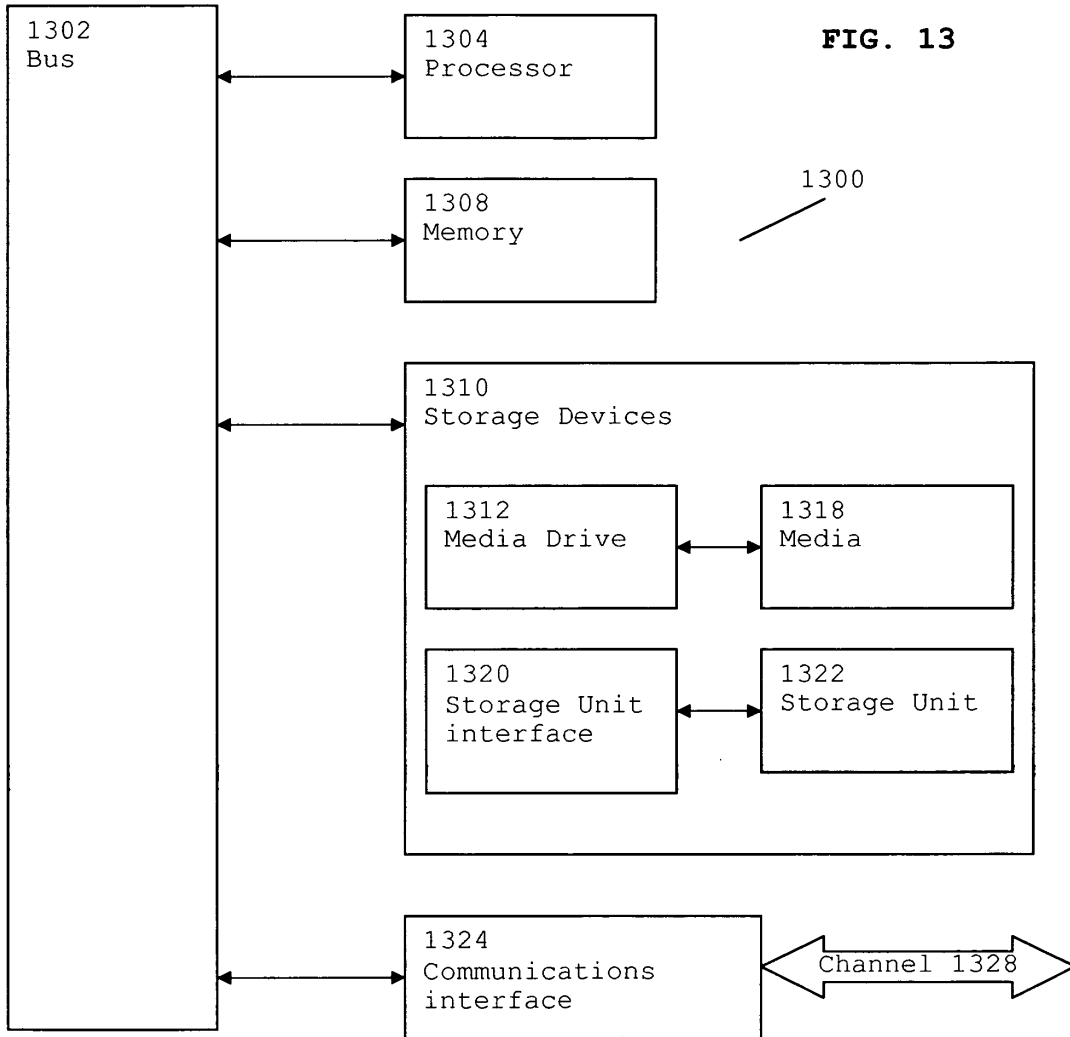 1302
Bus
1304
Processor
FIG. 13
1308
Memory
1300
1310
Storage Devices
1312
Media Drive
1318
Media
1320
Storage Unit
interface
1322
Storage Unit
1324
Communications
interface
Channel 1328